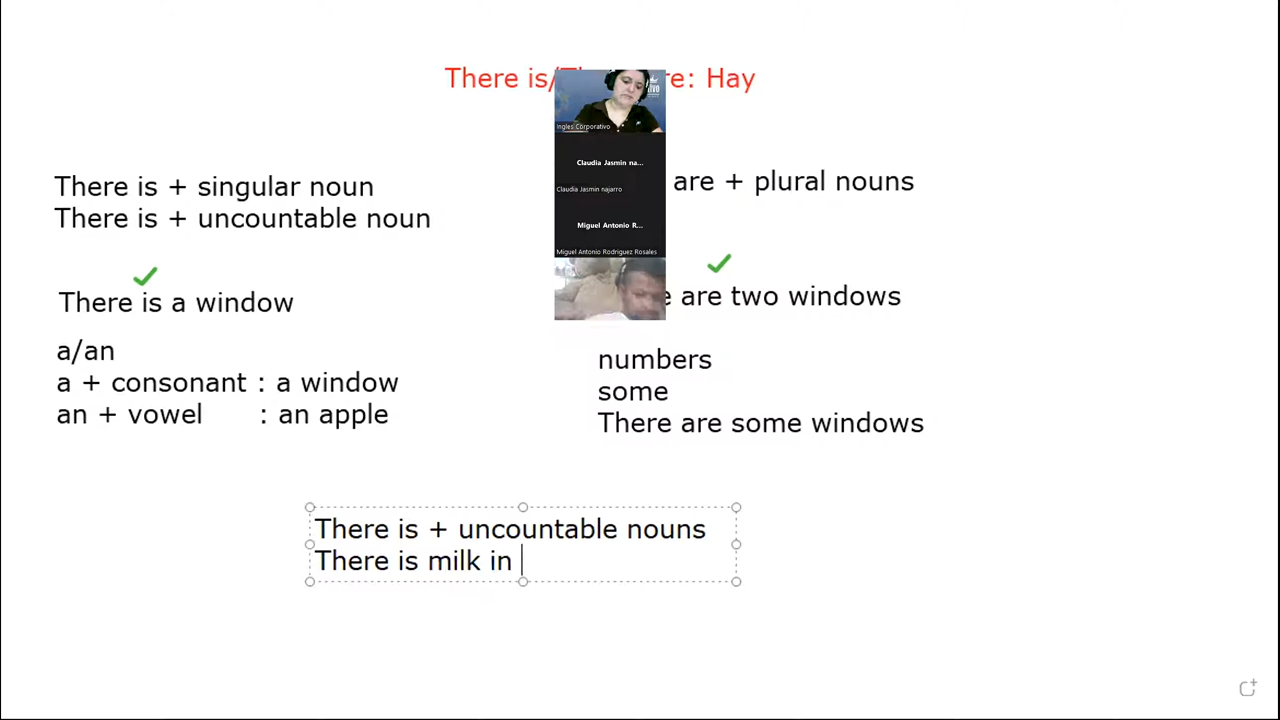 There is/ re: Hay
Ingles Corporativo
Claudia Jasmin na...
Claudia Jasmin najarro
Miguel Antonio R...
Miguel Antonio Rodriguez Rosales
There is + singular noun
There is + uncountable noun
are + plural nouns
There is a window
e are two windows
a/an
a + consonant : a window
an + vowel : an apple
numbers
some
There are some windows
There is + uncountable nouns
There is milk in